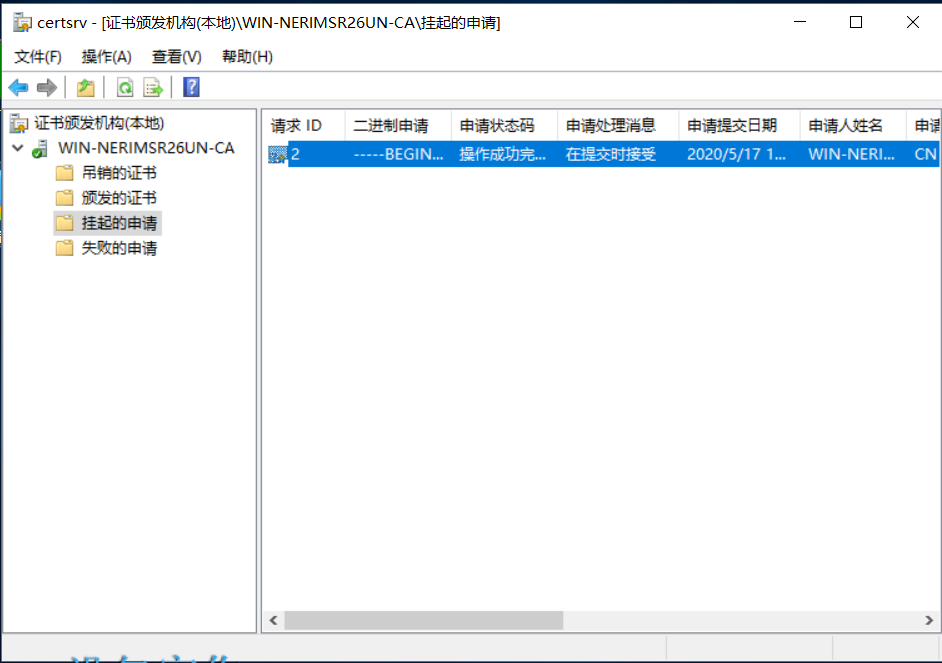 certsrv - [证书颁发机构(本地)\WIN-NERIMSR26UN-CA\挂起的申请]
文件(F) 操作(A) 查看(V) 帮助(H)
证书颁发机构(本地)
WIN-NERIMSR26UN-CA
吊销的证书
颁发的证书
挂起的申请
失败的申请
请求 ID 二进制申请 申请状态码 申请处理消息 申请提交日期 申请人姓名 申请
2 -----BEGIN... 操作成功完... 在提交时接受 2020/5/17 1... WIN-NERI... CN